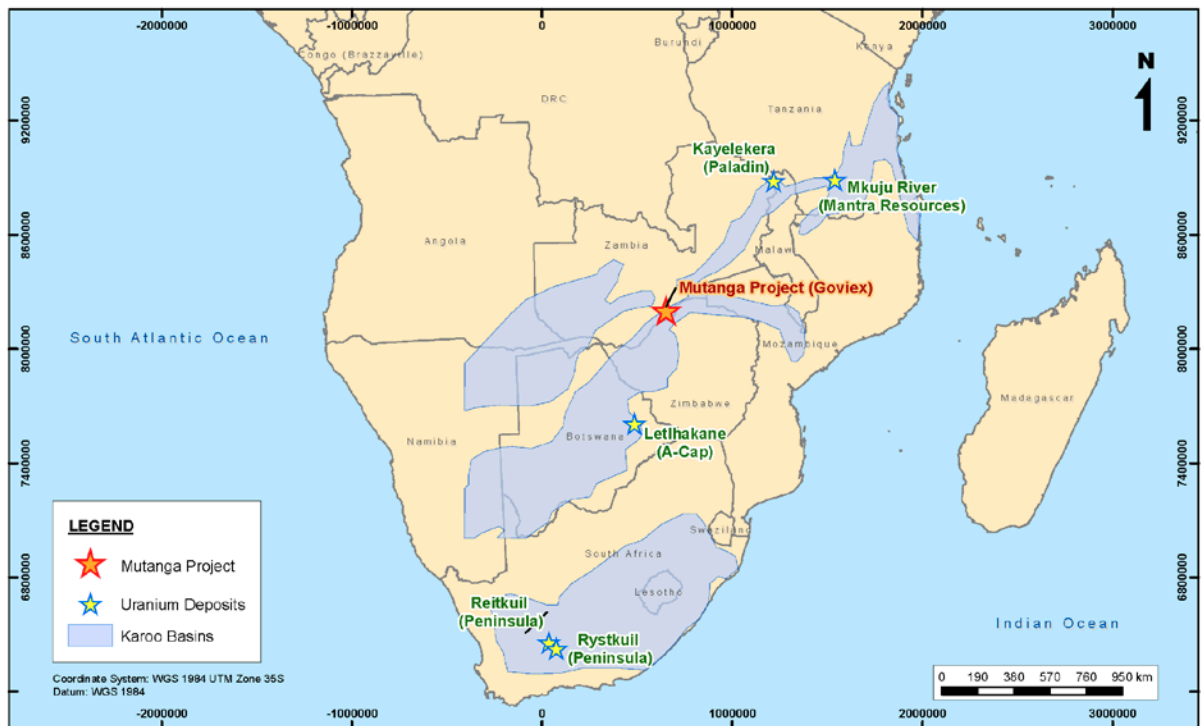 -2000000 -1000000 0 1000000 2000000 3000000
Congo (Brazzaville)
Burundi
Kenya
N
DRC
Tanzania
9200000
9200000
Kayelekera
(Paladin)
Mkuju River
(Mantra Resources)
Angola
Zambia
Malaw
8600000
8600000
Mutanga Project (Goviex)
South Atlantic Ocean
Mozambique
8000000
8000000
Zimbabwe
Madagascar
Namibia
Botswana
Letlhakane
(A-Cap)
7400000
7400000
LEGEND
Mutanga Project
Uranium Deposits
Karoo Basins
Swaziland
South Africa
Lesotho
6800000
6800000
Reitkuil
(Peninsula)
Rystkuil
(Peninsula)
Indian Ocean
Coordinate System: WGS 1984 UTM Zone 35S
Datum: WGS 1984
0 190 380 570 760 950 km
-2000000 -1000000 0 1000000 2000000 3000000